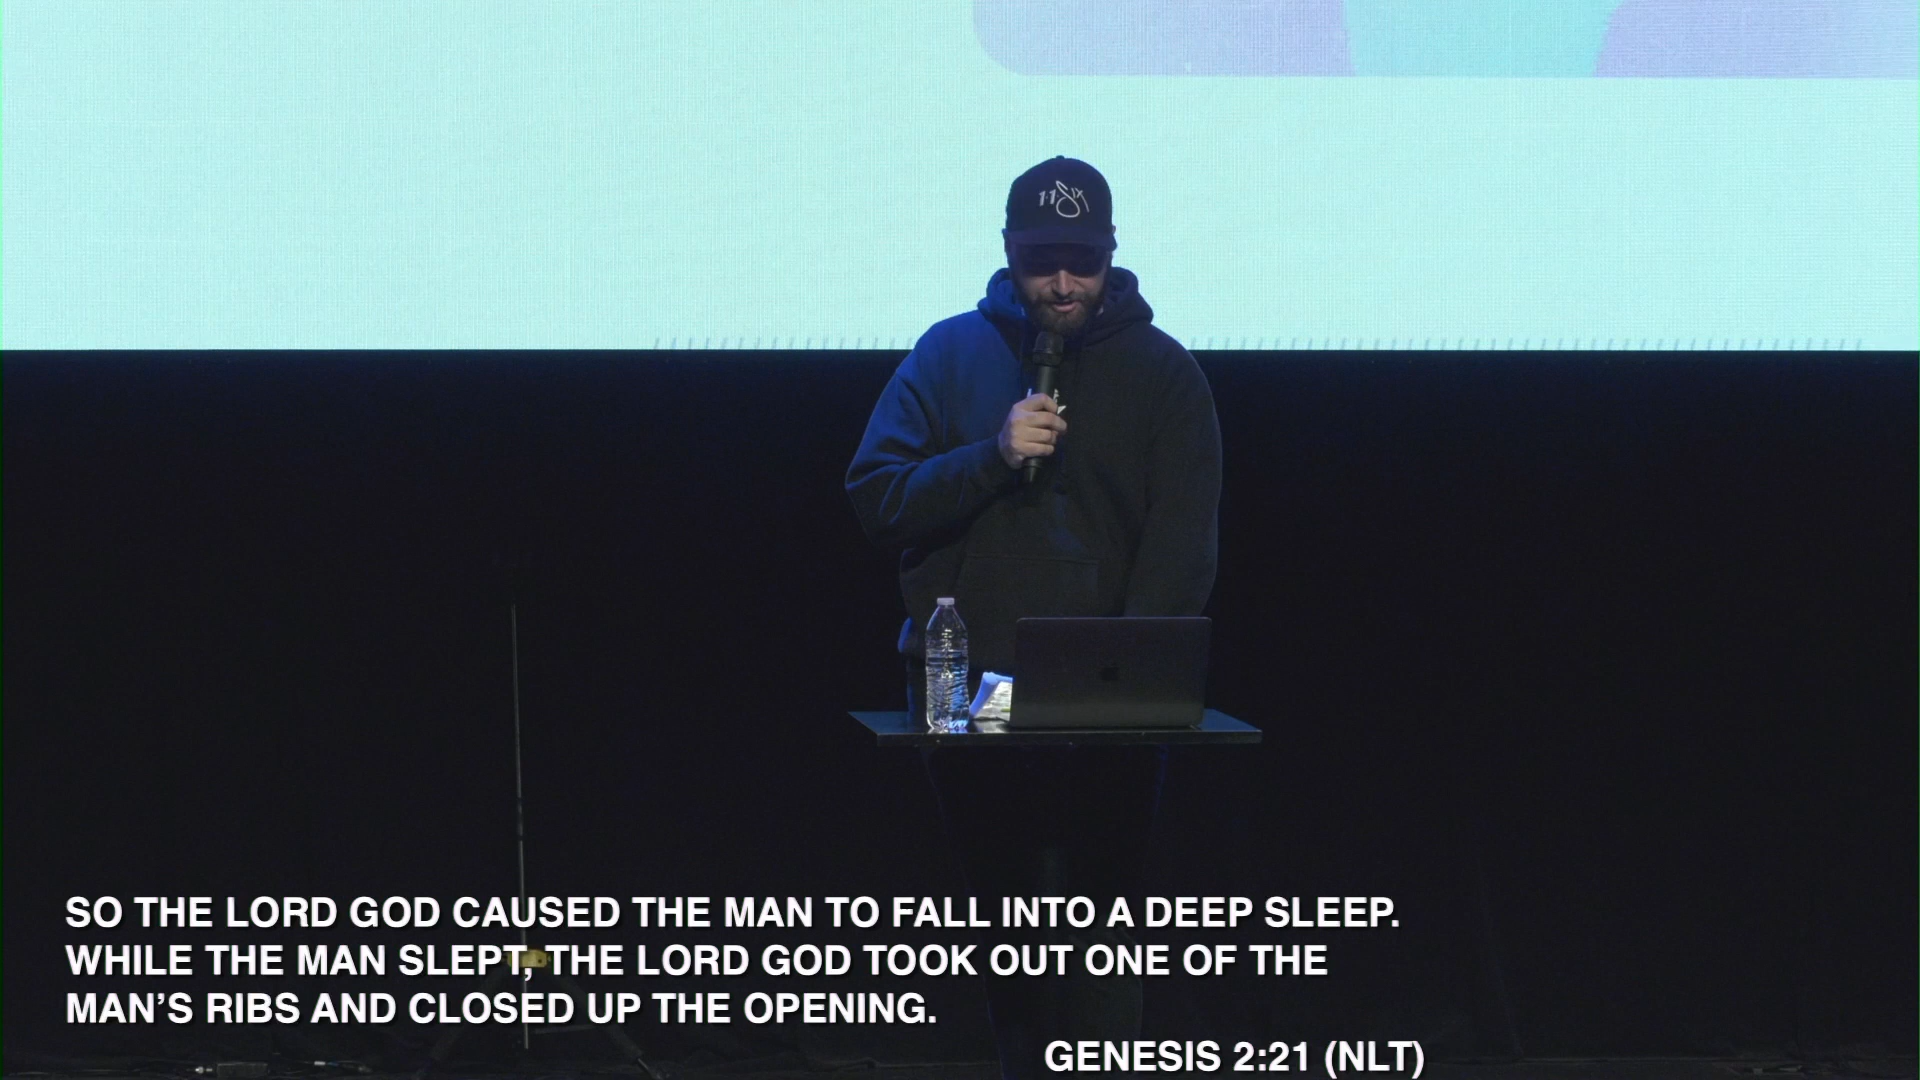 11Six
SO THE LORD GOD CAUSED THE MAN TO FALL INTO A DEEP SLEEP.
WHILE THE MAN SLEPT, THE LORD GOD TOOK OUT ONE OF THE
MAN’S RIBS AND CLOSED UP THE OPENING.
GENESIS 2:21 (NLT)